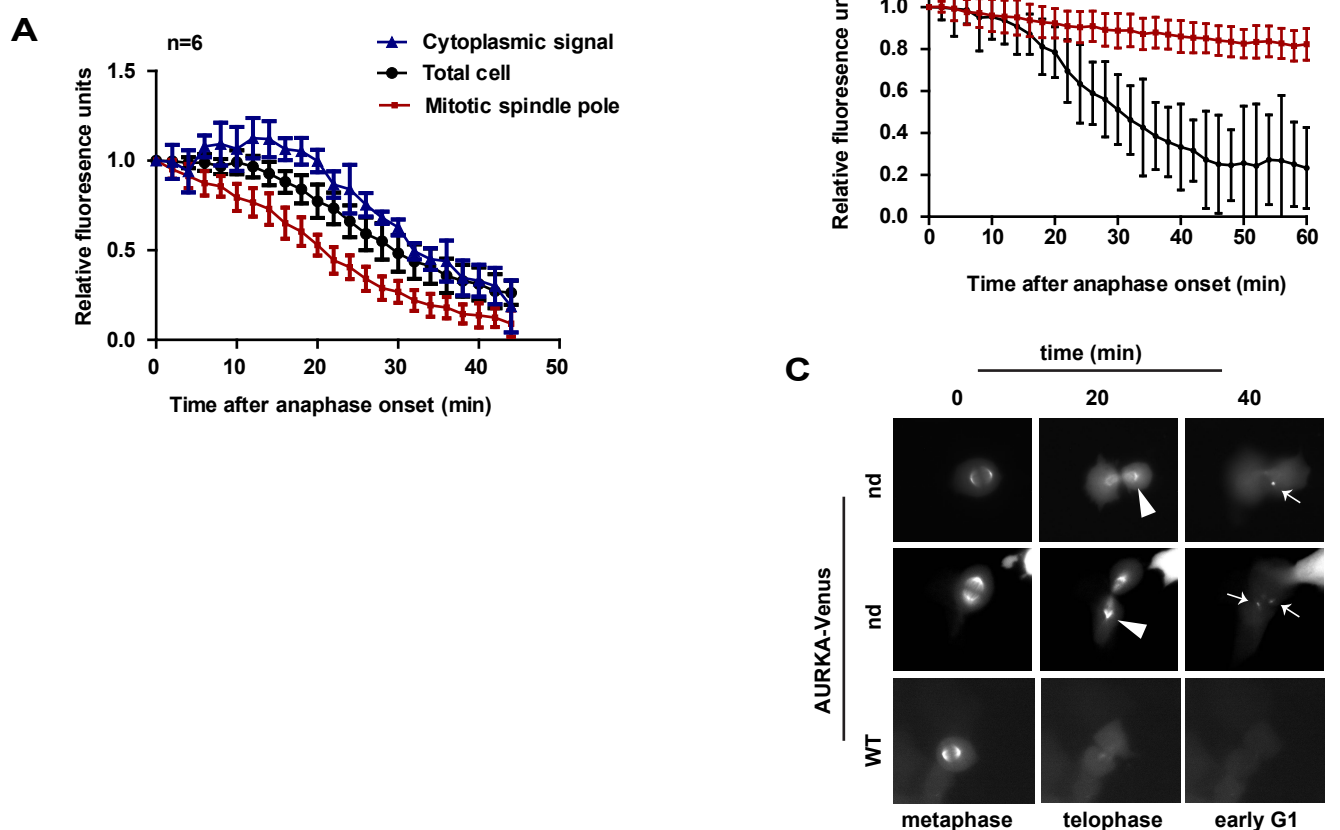 A
n=6
Cytoplasmic signal
Total cell
Mitotic spindle pole
Relative fluorescence units
1.5
1.0
0.5
0.0
0
10
20
30
40
50
Time after anaphase onset (min)
Relative fluorescence
1.0
0.8
0.6
0.4
0.2
0.0
0
10
20
30
40
50
60
Time after anaphase onset (min)
C
time (min)
0
20
40
AURKA-Venus
nd
nd
WT
metaphase
telophase
early G1